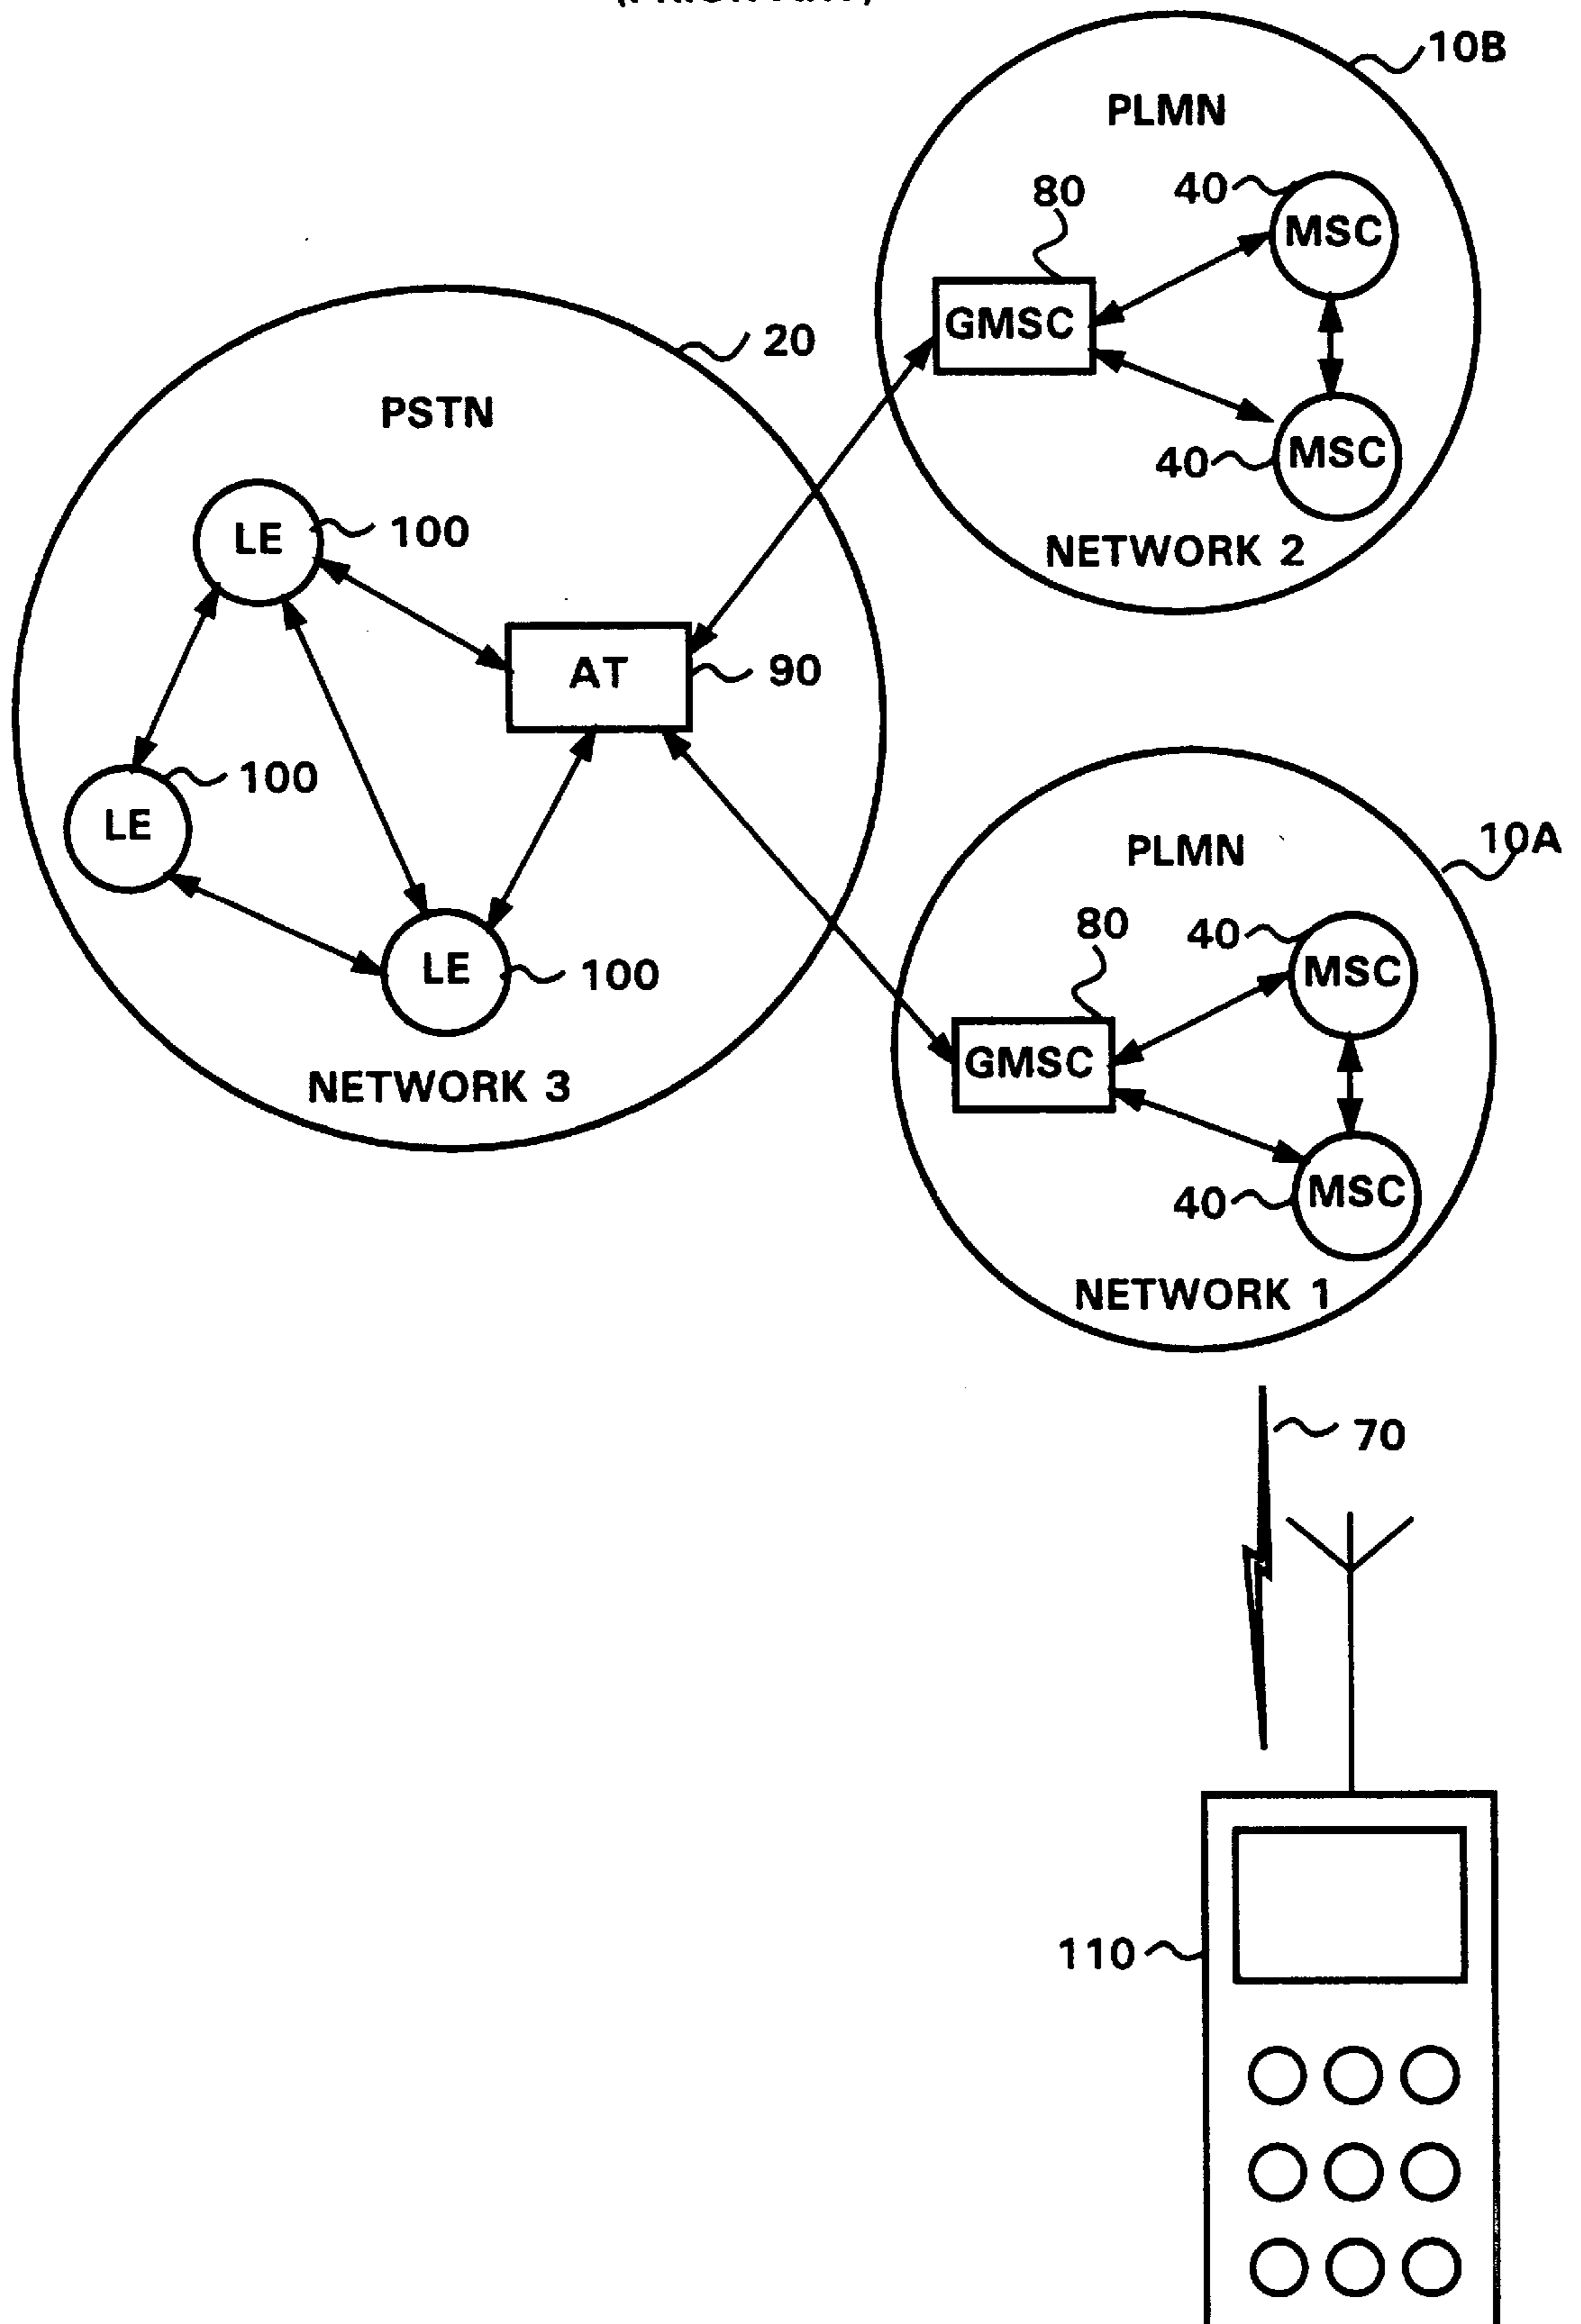 10B
PLMN
80
40
MSC
GMSC
40
MSC
NETWORK 2
20
PSTN
LE
100
AT
90
LE
100
LE
100
NETWORK 3
10A
PLMN
80
40
MSC
GMSC
40
MSC
NETWORK 1
70
110